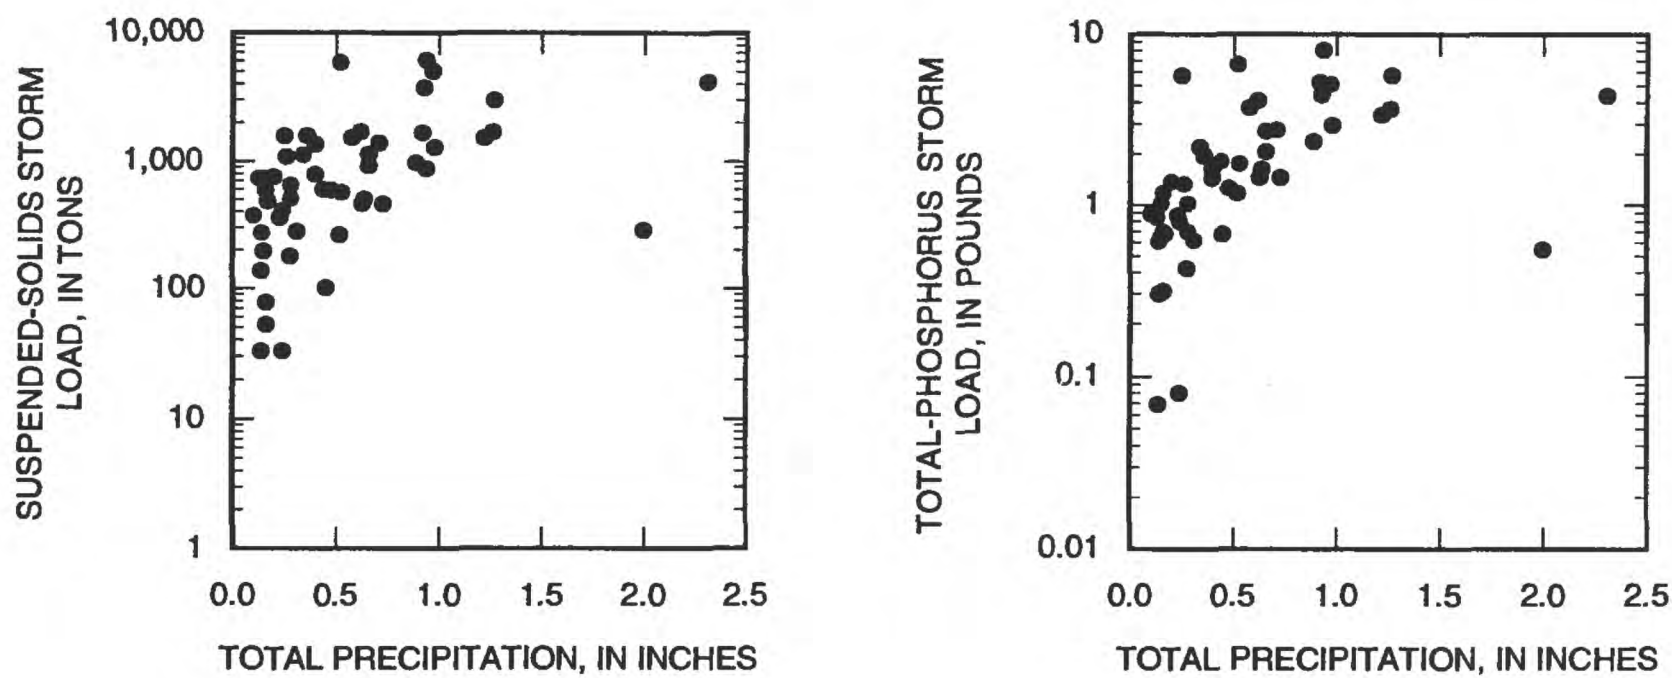 SUSPENDED-SOLIDS STORM
LOAD, IN TONS
10,000
1,000
100
10
1
0.0 0.5 1.0 1.5 2.0 2.5
TOTAL PRECIPITATION, IN INCHES
TOTAL-PHOSPHORUS STORM
LOAD, IN POUNDS
10
1
0.1
0.01
0.0 0.5 1.0 1.5 2.0 2.5
TOTAL PRECIPITATION, IN INCHES